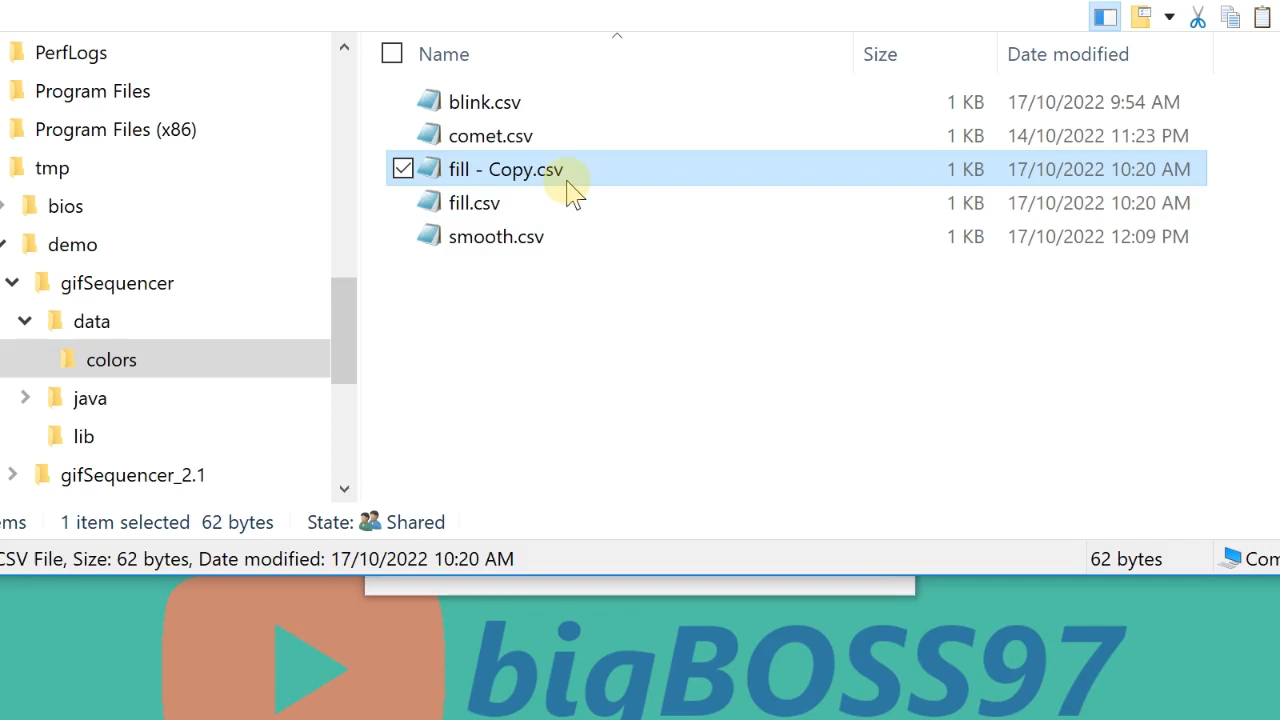 PerfLogs
Program Files
Program Files (x86)
tmp
bios
demo
gifSequencer
data
colors
java
lib
gifSequencer_2.1
Name Size Date modified
blink.csv 1 KB 17/10/2022 9:54 AM
comet.csv 1 KB 14/10/2022 11:23 PM
fill - Copy.csv 1 KB 17/10/2022 10:20 AM
fill.csv 1 KB 17/10/2022 10:20 AM
smooth.csv 1 KB 17/10/2022 12:09 PM
ems 1 item selected 62 bytes State: Shared
CSV File, Size: 62 bytes, Date modified: 17/10/2022 10:20 AM 62 bytes Com
bigBOSS97